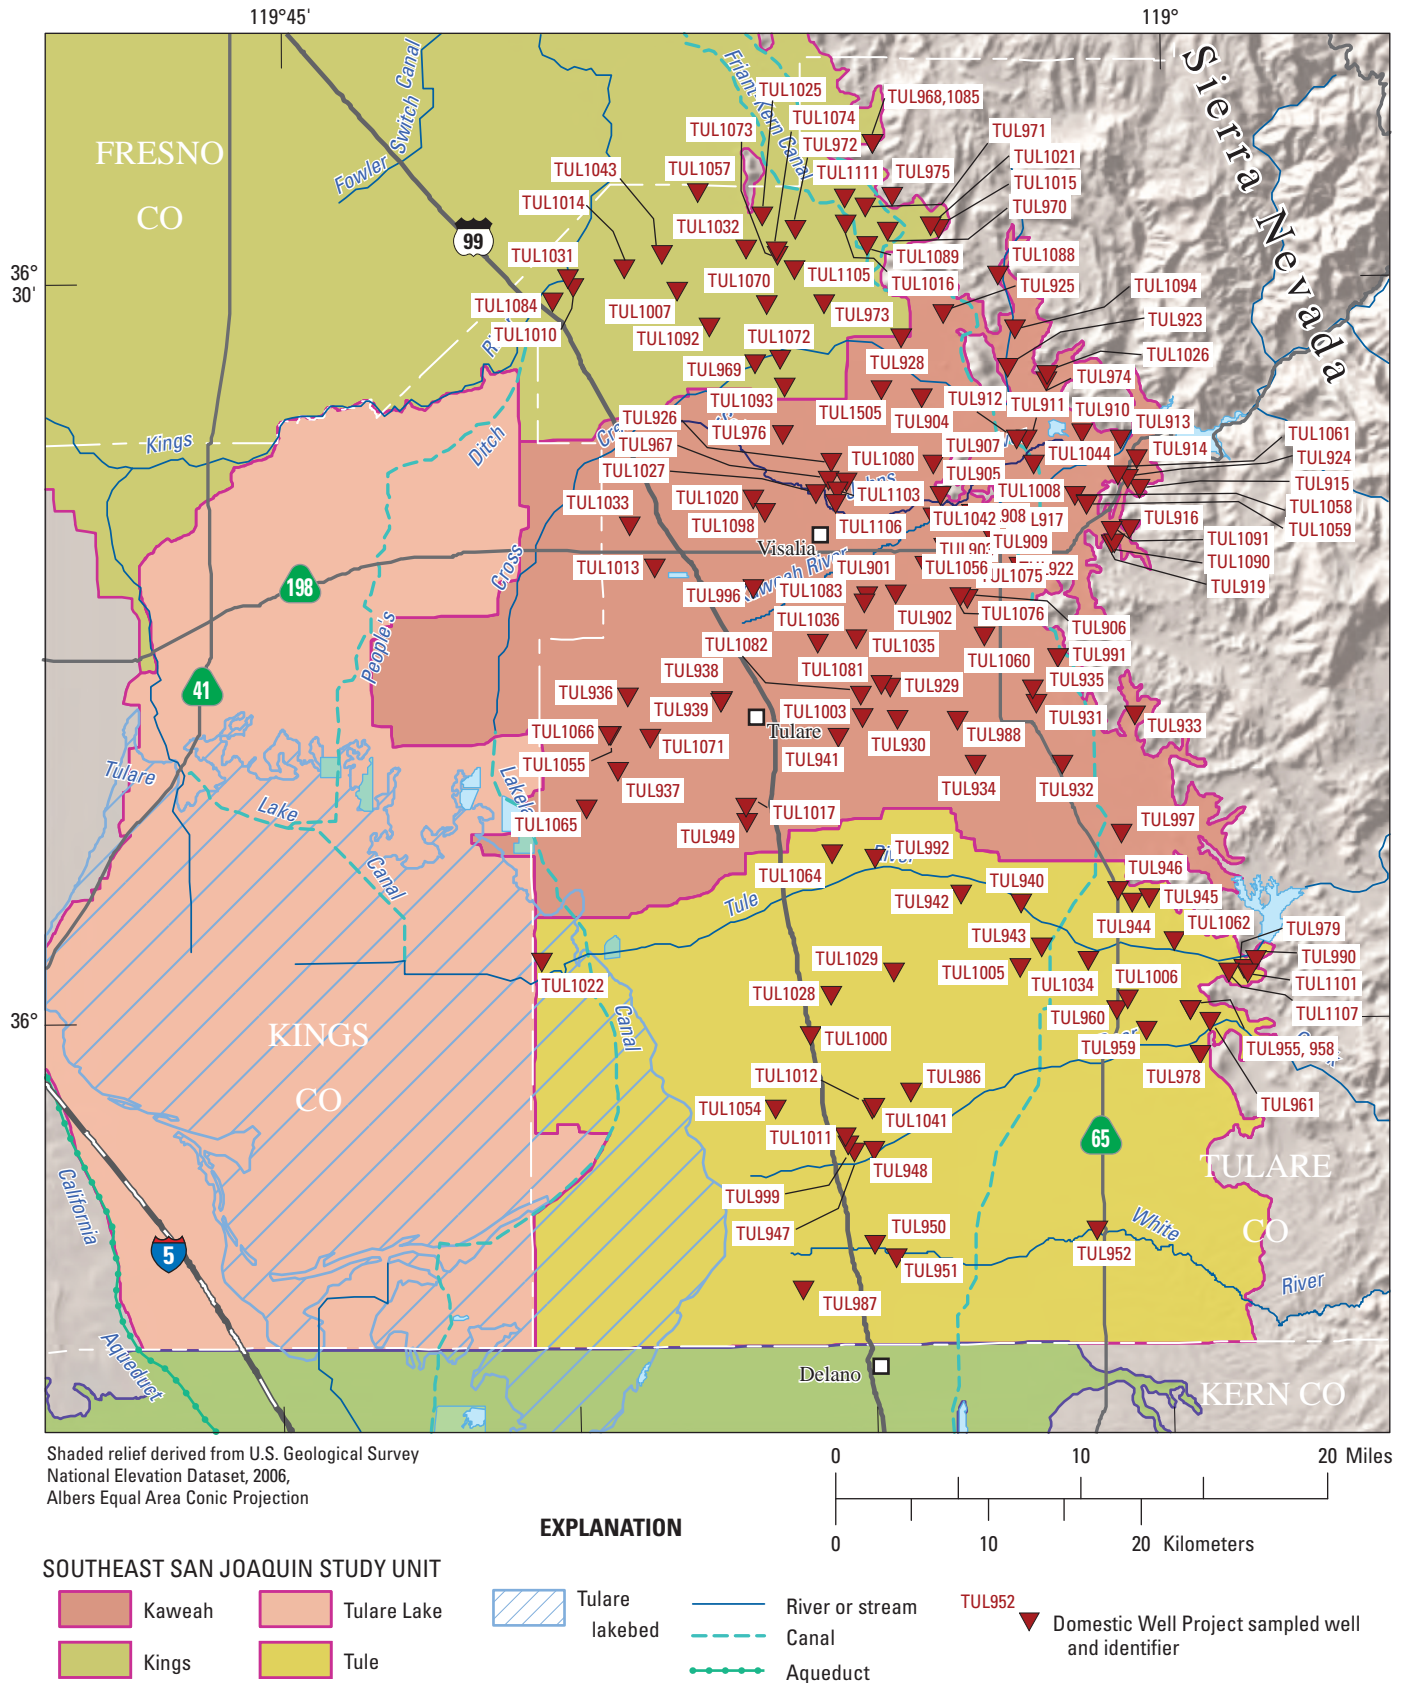 119°45'
119°
36°
30'
36°
FRESNO
CO
Fowler Switch Canal
Friant-Kern Canal
Sierra Nevada
TUL1025
TUL968,1085
TUL1074
TUL1073
TUL972
TUL971
TUL1021
TUL1043
TUL1057
TUL1111
TUL975
TUL1015
TUL1014
TUL970
99
TUL1032
TUL1031
TUL1089
TUL1088
TUL1070
TUL1105
TUL1016
TUL925
TUL1094
TUL1084
TUL1007
TUL973
TUL1010
TUL1092
TUL1072
TUL923
TUL969
TUL928
TUL1026
TUL974
TUL1093
TUL1505
TUL912
TUL911
TUL910
TUL926
TUL976
TUL904
TUL913
Kings
TUL967
TUL907
TUL1044
TUL914
TUL1061
Ditch
TUL1027
TUL1080
TUL905
TUL924
TUL1033
TUL1020
TUL1103
TUL1008
TUL915
TUL1098
TUL1106
TUL1042
908
L917
TUL916
TUL1058
TUL1059
Visalia
TUL909
TUL1091
Cross
TUL1013
TUL901
TUL1056
922
TUL1090
198
TUL996
TUL1083
TUL1075
TUL919
Kaweah River
TUL902
TUL1076
People's
TUL1036
TUL906
TUL1082
TUL1035
TUL1060
TUL991
41
TUL938
TUL1081
TUL929
TUL935
TUL936
TUL939
TUL1003
TUL931
TUL933
TUL1066
TUL1071
Tulare
TUL930
TUL988
TUL1055
TUL941
Tulare
TUL937
TUL934
TUL932
Lake
TUL1065
TUL1017
TUL997
TUL949
Canal
TUL992
River
TUL1064
TUL946
TUL940
Tule
TUL942
TUL945
TUL944
TUL1062
TUL979
TUL943
TUL1029
TUL1005
TUL1034
TUL1006
TUL990
TUL1022
TUL1028
TUL1101
TUL960
TUL1107
KINGS
CO
Canal
TUL1000
TUL959
TUL955, 958
TUL1012
TUL986
TUL978
TUL1054
TUL1041
TUL961
TUL1011
65
TULARE
CO
TUL948
California
TUL999
TUL947
TUL950
White
River
5
TUL951
TUL952
TUL987
Aqueduct
Delano
KERN CO
Shaded relief derived from U.S. Geological Survey
National Elevation Dataset, 2006,
Albers Equal Area Conic Projection
0 10 20 Miles
0 10 20 Kilometers
EXPLANATION
SOUTHEAST SAN JOAQUIN STUDY UNIT
Kaweah
Tulare Lake
Kings
Tule
Tulare
lakebed
River or stream
Canal
Aqueduct
TUL952
Domestic Well Project sampled well
and identifier